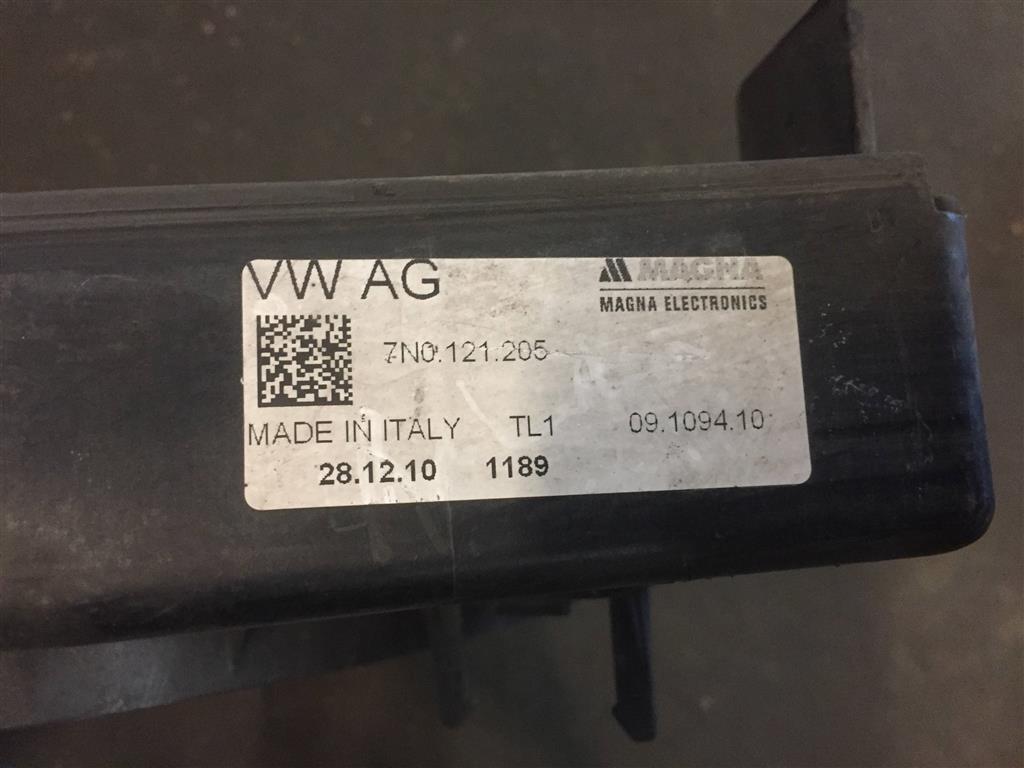 VW AG
MAGNA
MAGNA ELECTRONICS
7N0.121.205
MADE IN ITALY TL1 09.1094.10
28.12.10 1189